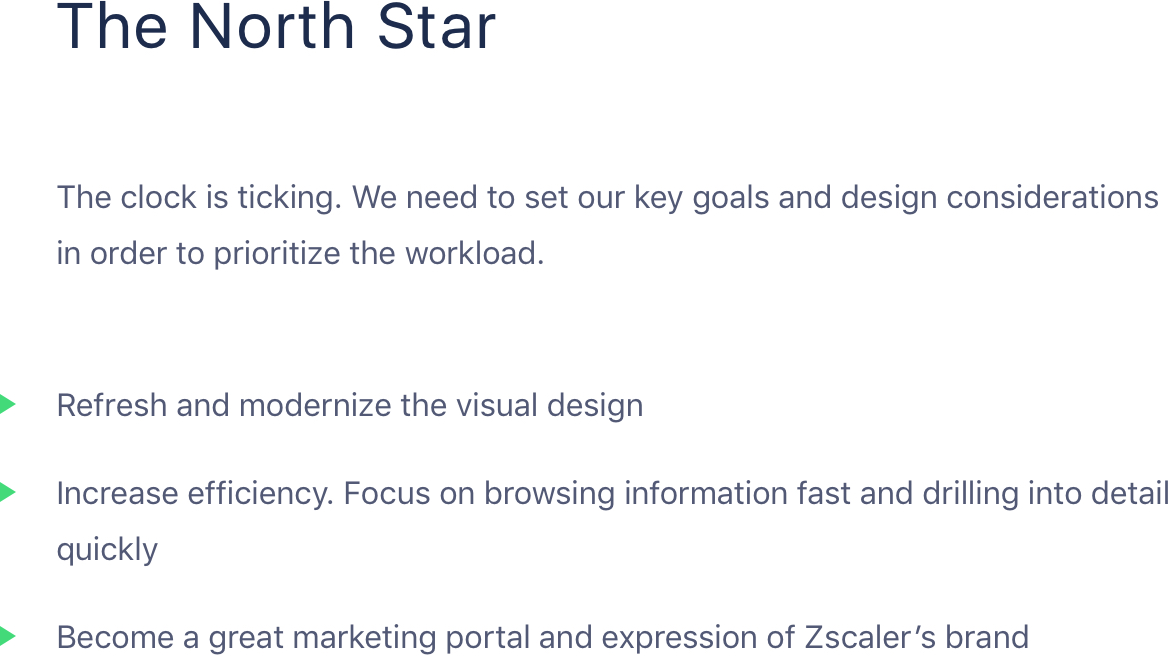 The North Star
The clock is ticking. We need to set our key goals and design considerations
in order to prioritize the workload.
Refresh and modernize the visual design
Increase efficiency. Focus on browsing information fast and drilling into detail
quickly
Become a great marketing portal and expression of Zscaler’s brand